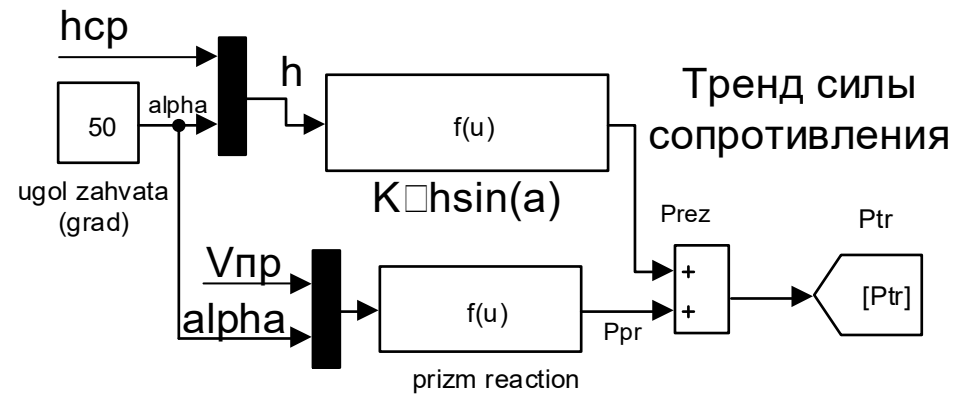 hcp
h
alpha
50
f(u)
Тренд силы
сопротивления
ugol zahvata
(grad)
K□hsin(a)
Prez
Ptr
Vпр
+
[Ptr]
alpha
f(u)
+
Ppr
prizm reaction